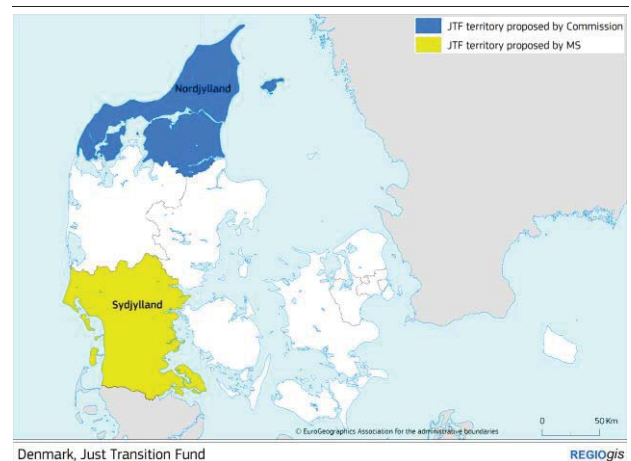 JTF territory proposed by Commission
JTF territory proposed by MS
Nordjylland
Sydjylland
0 50 Km
© EuroGeographics Association for the administrative boundaries
Denmark, Just Transition Fund
REGIOgis